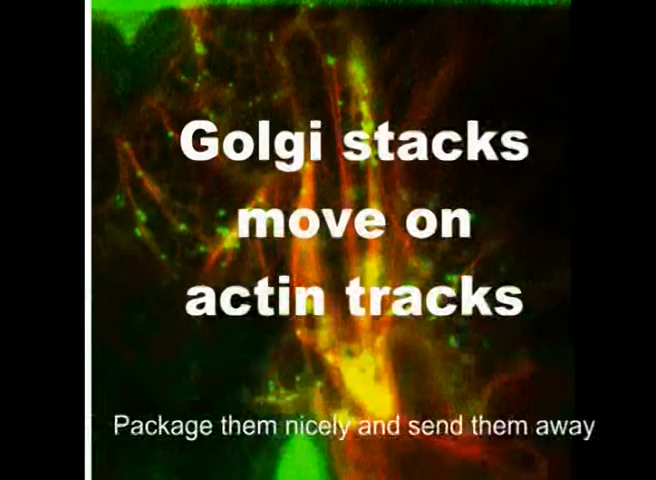 Golgi stacks
move on
actin tracks
Package them nicely and send them away